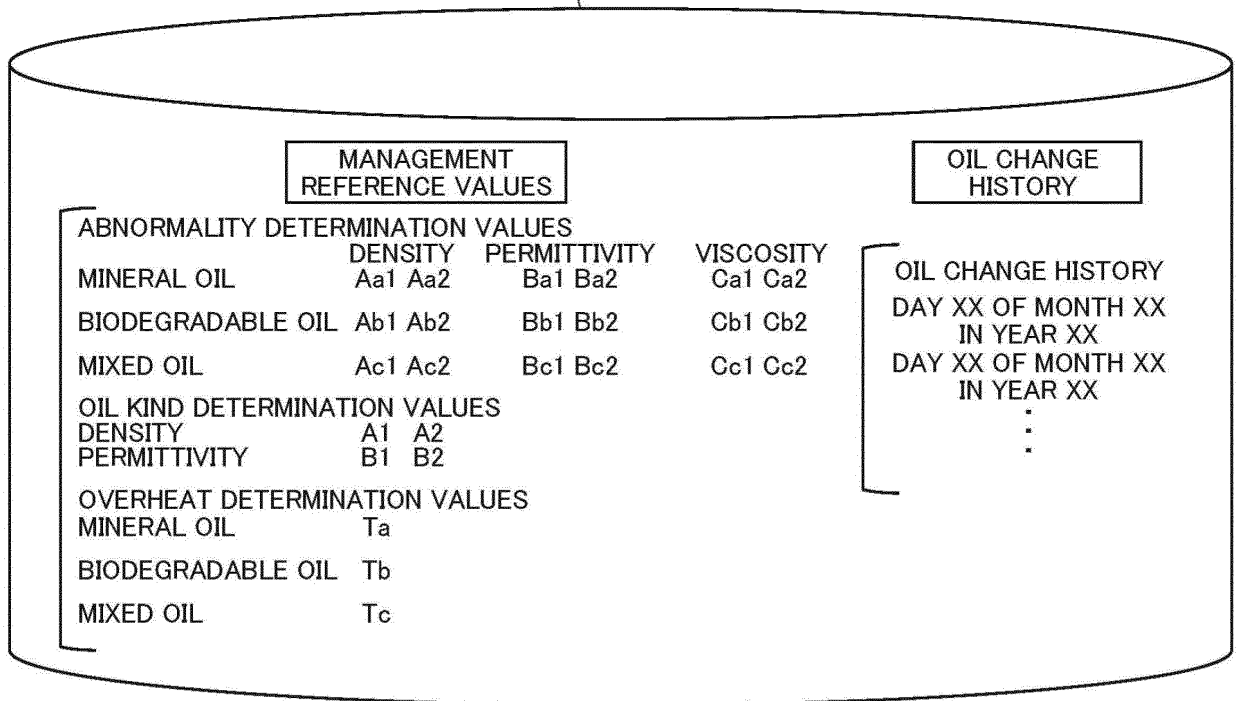 MANAGEMENT
REFERENCE VALUES
ABNORMALITY DETERMINATION VALUES
DENSITY PERMITTIVITY VISCOSITY
MINERAL OIL Aa1 Aa2 Ba1 Ba2 Ca1 Ca2
BIODEGRADABLE OIL Ab1 Ab2 Bb1 Bb2 Cb1 Cb2
MIXED OIL Ac1 Ac2 Bc1 Bc2 Cc1 Cc2
OIL KIND DETERMINATION VALUES
DENSITY A1 A2
PERMITTIVITY B1 B2
OVERHEAT DETERMINATION VALUES
MINERAL OIL Ta
BIODEGRADABLE OIL Tb
MIXED OIL Tc
OIL CHANGE
HISTORY
OIL CHANGE HISTORY
DAY XX OF MONTH XX
IN YEAR XX
DAY XX OF MONTH XX
IN YEAR XX